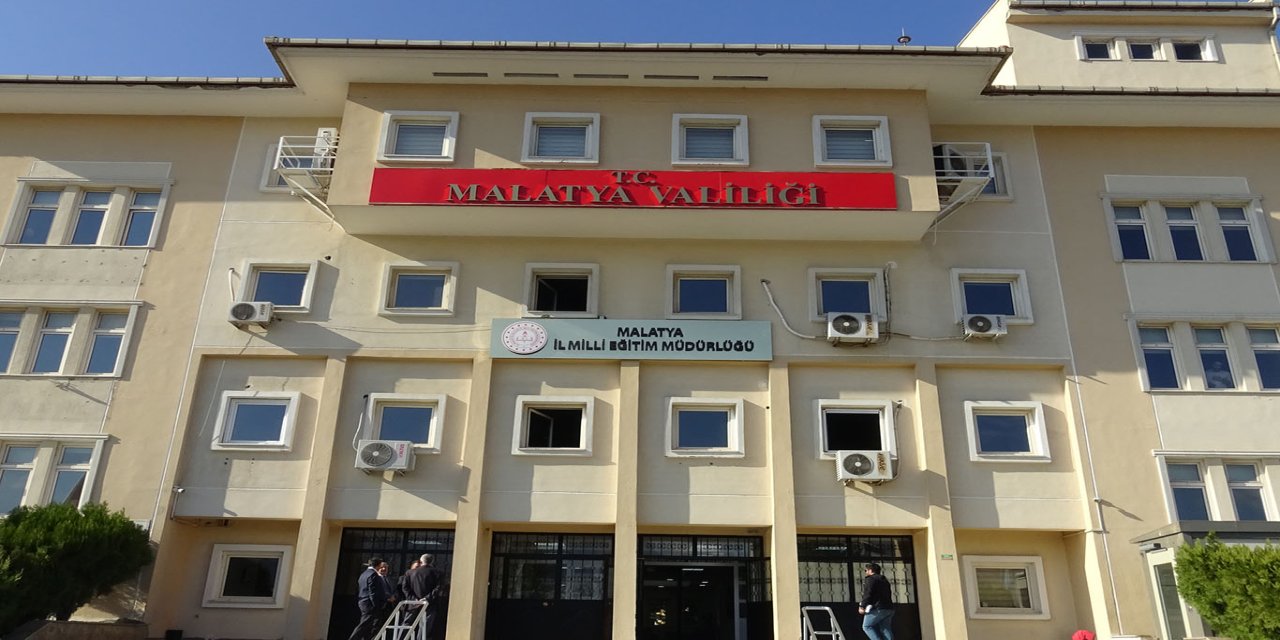 T.C.
MALATYA VALİLİĞİ
MALATYA
İL MİLLİ EĞİTİM MÜDÜRLÜĞÜ